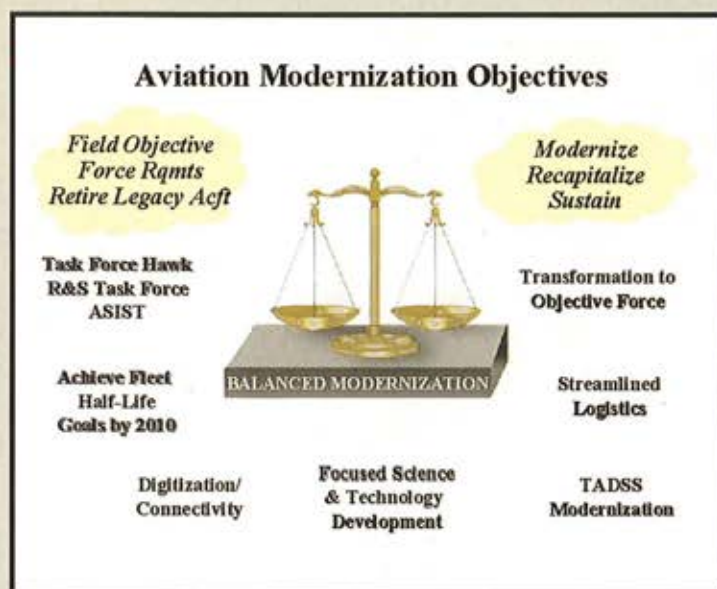 Aviation Modernization Objectives
Field Objective
Force Rqmts
Retire Legacy Acft
Modernize
Recapitalize
Sustain
Task Force Hawk
R&S Task Force
ASIST
Transformation to
Objective Force
Achieve Fleet
Half-Life
Goals by 2010
BALANCED MODERNIZATION
Streamlined
Logistics
Digitization/
Connectivity
Focused Science
& Technology
Development
TADSS
Modernization